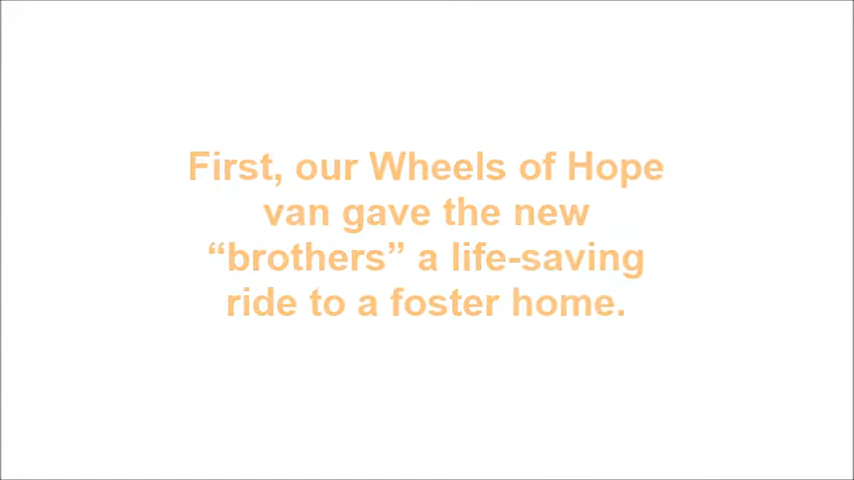 First, our Wheels of Hope
van gave the new
“brothers” a life-saving
ride to a foster home.